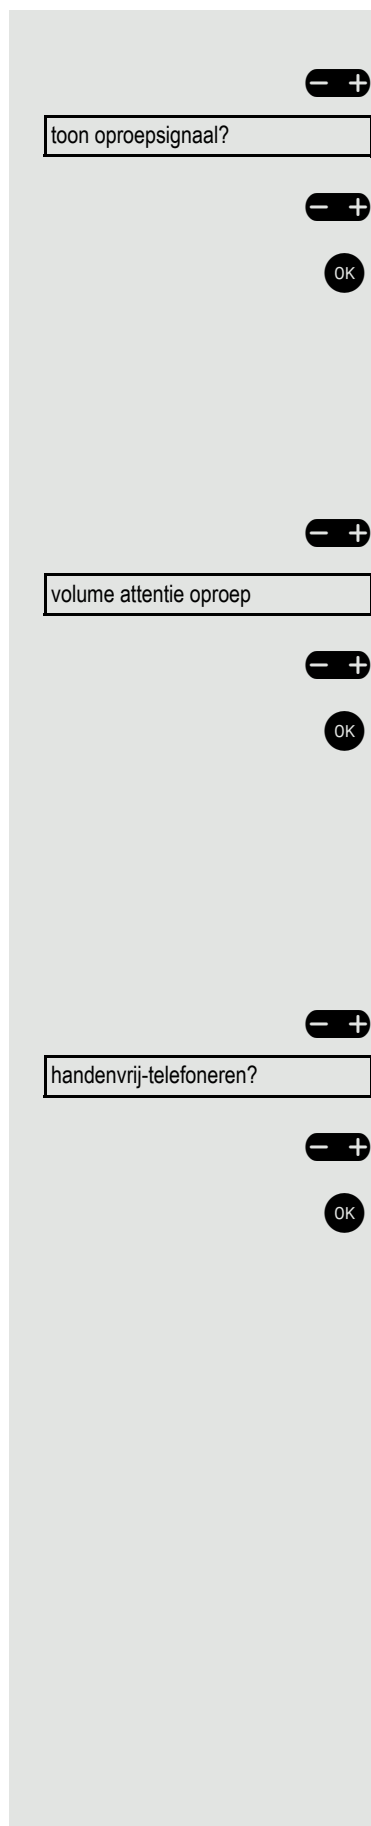 − +
toon oproepsignaal?
− +
OK
− +
volume attentie oproep
− +
OK
− +
handenvrij-telefoneren?
− +
OK